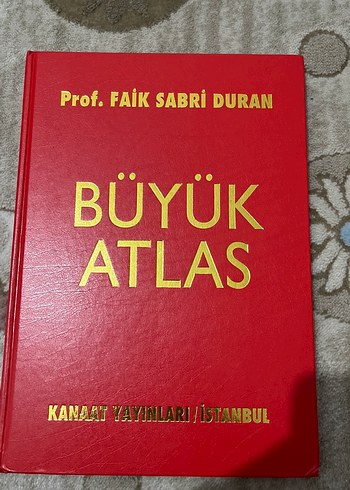 Prof. FAİK SABRİ DURAN
BÜYÜK
ATLAS
KANAAT YAYINLARI / İSTANBUL